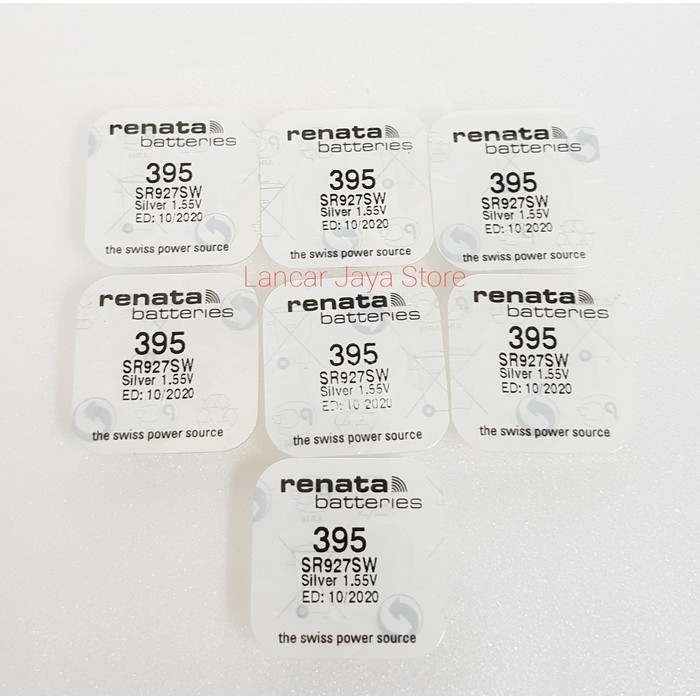 renata
batteries
395
SR927SW
Silver 1.55V
ED: 10/2020
the swiss power source
renata
batteries
395
SR927SW
Silver 1.55V
ED: 10/2020
the swiss power source
renata
batteries
395
SR927SW
Silver 1.55V
ED: 10/2020
the swiss power source
Lancar Jaya Store
renata
batteries
395
SR927SW
Silver 1.55V
ED: 10/2020
the swiss power source
renata
batteries
395
SR927SW
Silver 1.55V
ED: 10/2020
the swiss power source
renata
batteries
395
SR927SW
Silver 1.55V
ED: 10/2020
the swiss power source
renata
batteries
395
SR927SW
Silver 1.55V
ED: 10/2020
the swiss power source